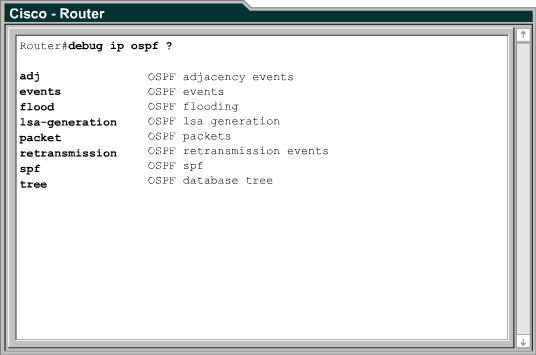 Cisco - Router
Router#debug ip ospf ?
adj OSPF adjacency events
events OSPF events
flood OSPF flooding
lsa-generation OSPF lsa generation
packet OSPF packets
retransmission OSPF retransmission events
spf OSPF spf
tree OSPF database tree